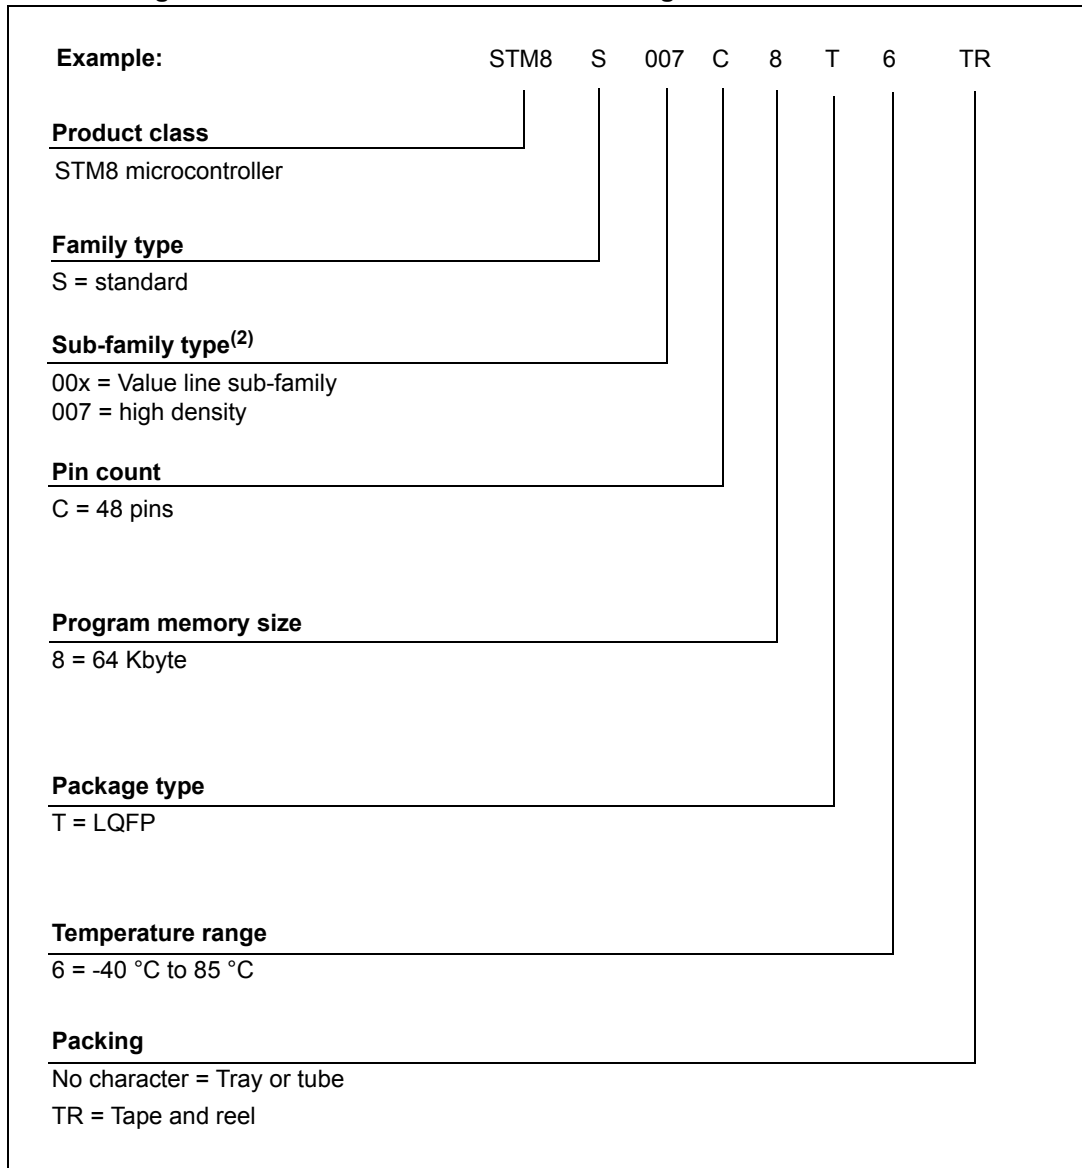 Example: STM8 S 007 C 8 T 6 TR
Product class
STM8 microcontroller
Family type
S = standard
Sub-family type(2)
00x = Value line sub-family
007 = high density
Pin count
C = 48 pins
Program memory size
8 = 64 Kbyte
Package type
T = LQFP
Temperature range
6 = -40 °C to 85 °C
Packing
No character = Tray or tube
TR = Tape and reel